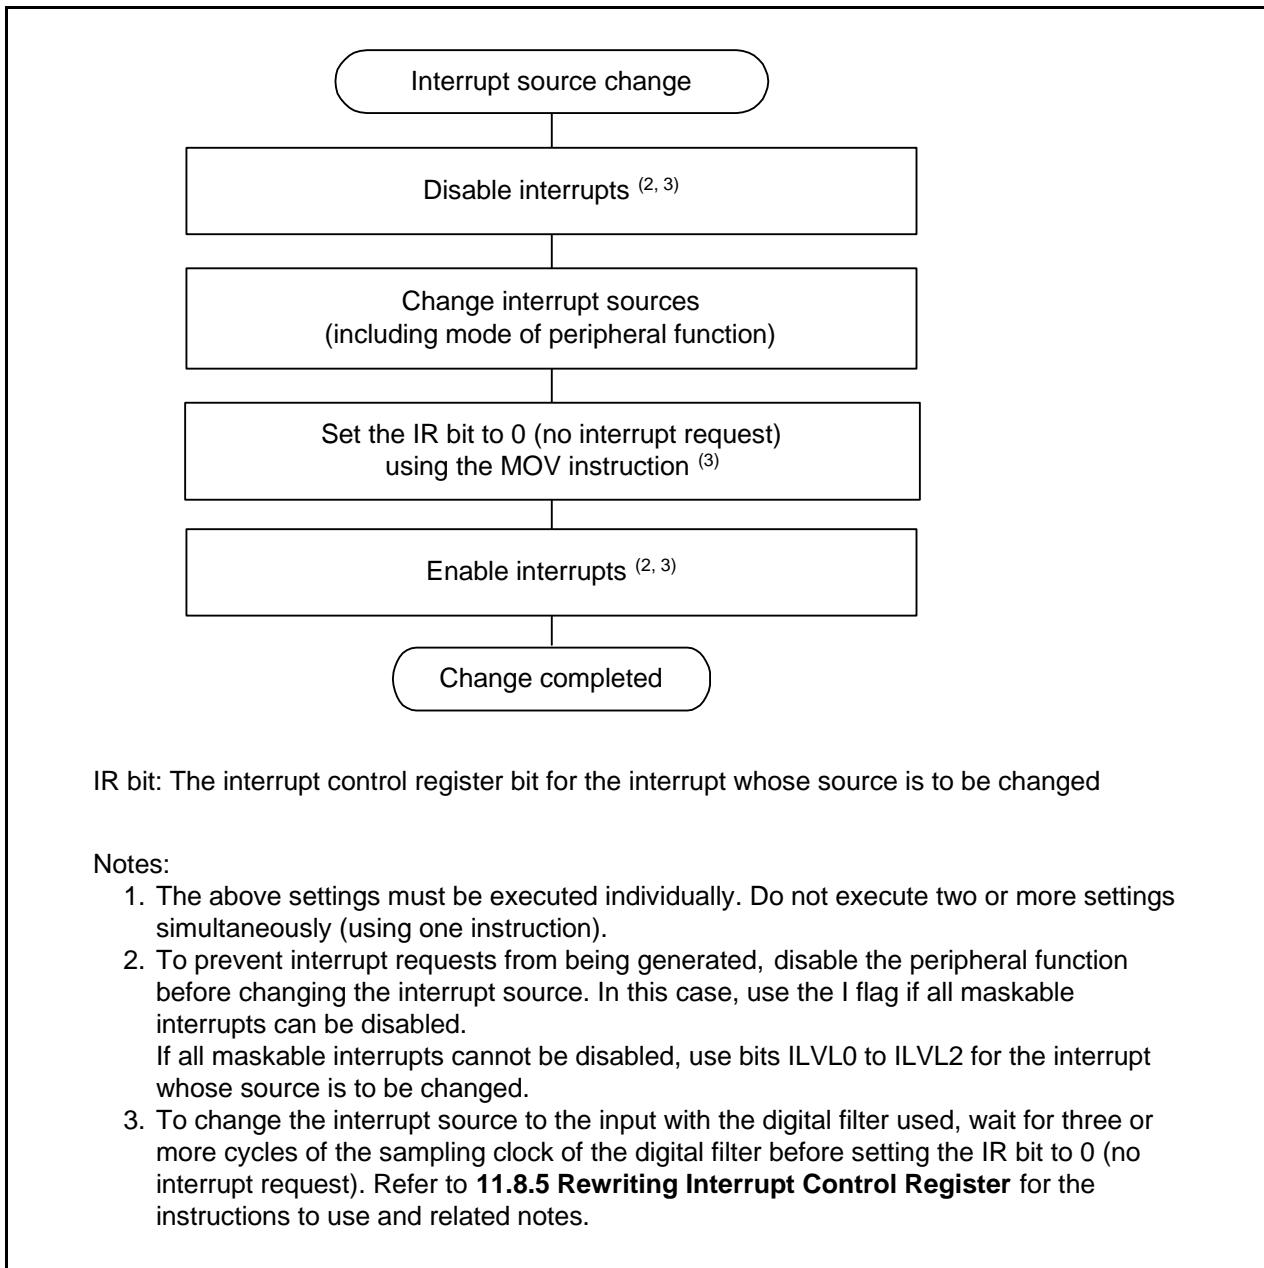 Interrupt source change
Disable interrupts (2, 3)
Change interrupt sources
(including mode of peripheral function)
Set the IR bit to 0 (no interrupt request)
using the MOV instruction (3)
Enable interrupts (2, 3)
Change completed
IR bit: The interrupt control register bit for the interrupt whose source is to be changed
Notes:
1. The above settings must be executed individually. Do not execute two or more settings
simultaneously (using one instruction).
2. To prevent interrupt requests from being generated, disable the peripheral function
before changing the interrupt source. In this case, use the I flag if all maskable
interrupts can be disabled.
If all maskable interrupts cannot be disabled, use bits ILVL0 to ILVL2 for the interrupt
whose source is to be changed.
3. To change the interrupt source to the input with the digital filter used, wait for three or
more cycles of the sampling clock of the digital filter before setting the IR bit to 0 (no
interrupt request). Refer to 11.8.5 Rewriting Interrupt Control Register for the
instructions to use and related notes.